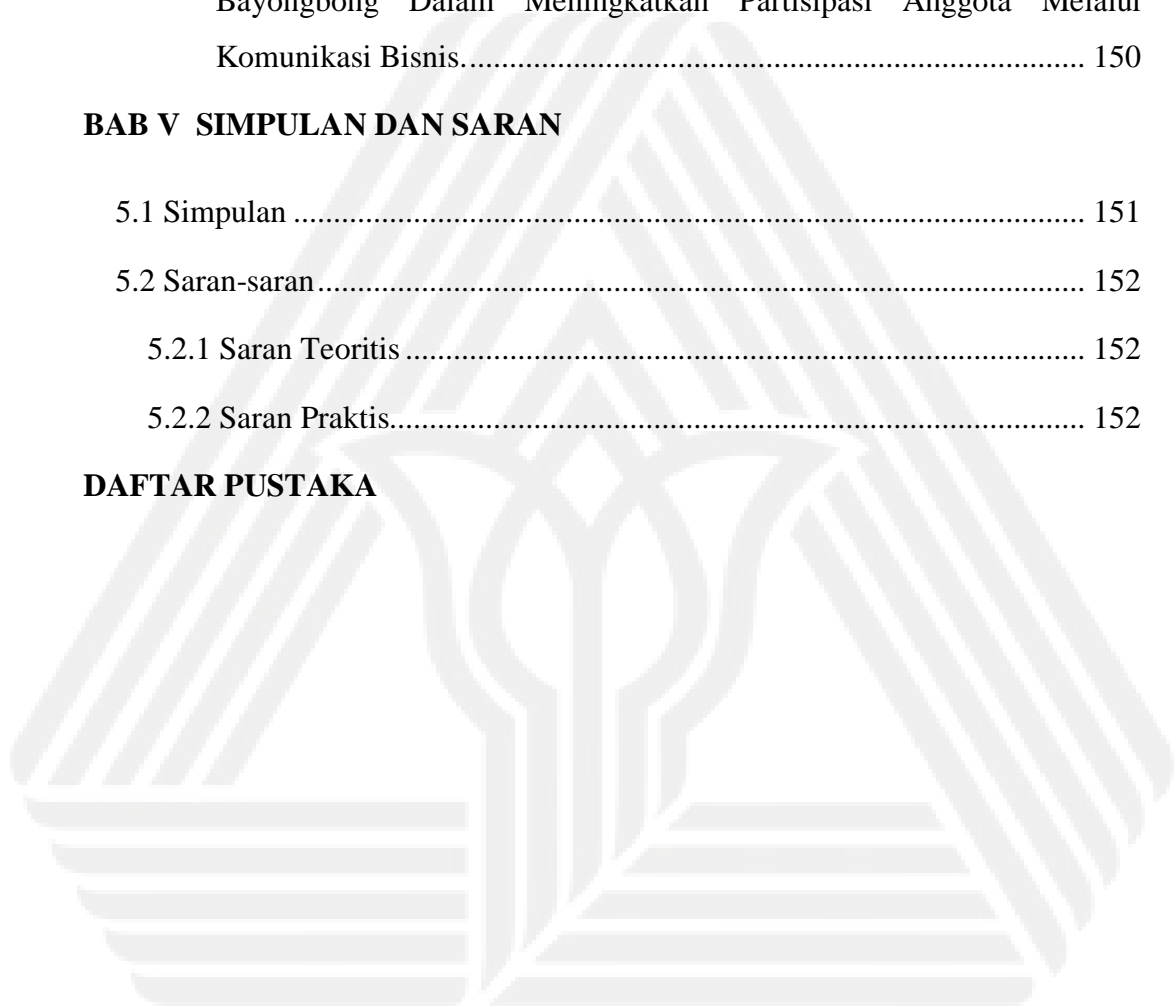 Bayongbong Dalam Meningkatkan Partisipasi Anggota Melalui
Komunikasi Bisnis. .......................................................................... 150
BAB V SIMPULAN DAN SARAN
5.1 Simpulan .................................................................................... 151
5.2 Saran-saran ................................................................................. 152
5.2.1 Saran Teoritis ........................................................................ 152
5.2.2 Saran Praktis.......................................................................... 152
DAFTAR PUSTAKA